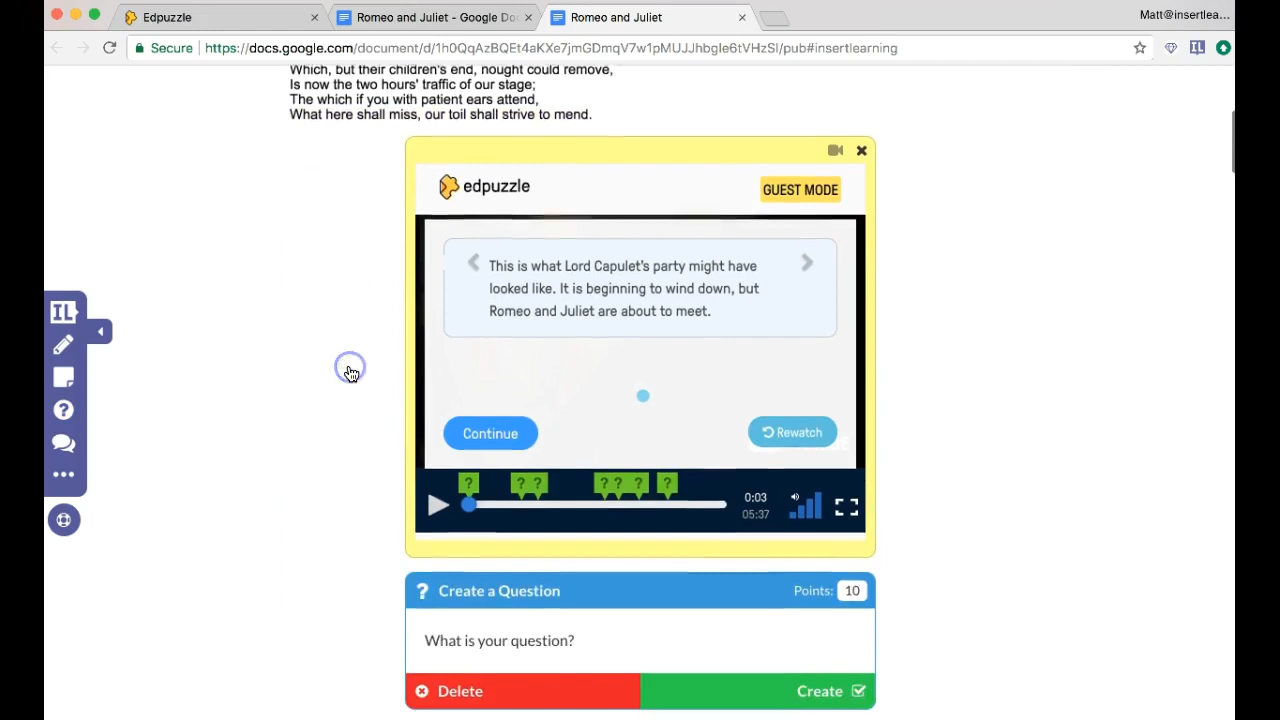 Edpuzzle
Romeo and Juliet - Google Do
Romeo and Juliet
Matt@insertlea...
Secure
https://docs.google.com/document/d/1h0QqAzBQEt4aKXe7jmGDmqV7w1pMUJJhbgIe6tVHzSI/pub#insertlearning
Which, but their children's end, nought could remove,
Is now the two hours' traffic of our stage;
The which if you with patient ears attend,
What here shall miss, our toil shall strive to mend.
edpuzzle
GUEST MODE
This is what Lord Capulet's party might have
looked like. It is beginning to wind down, but
Romeo and Juliet are about to meet.
IL
Continue
Rewatch
? ? ? ? ? ? ?
0:03
05:37
? Create a Question
Points: 10
What is your question?
Delete
Create